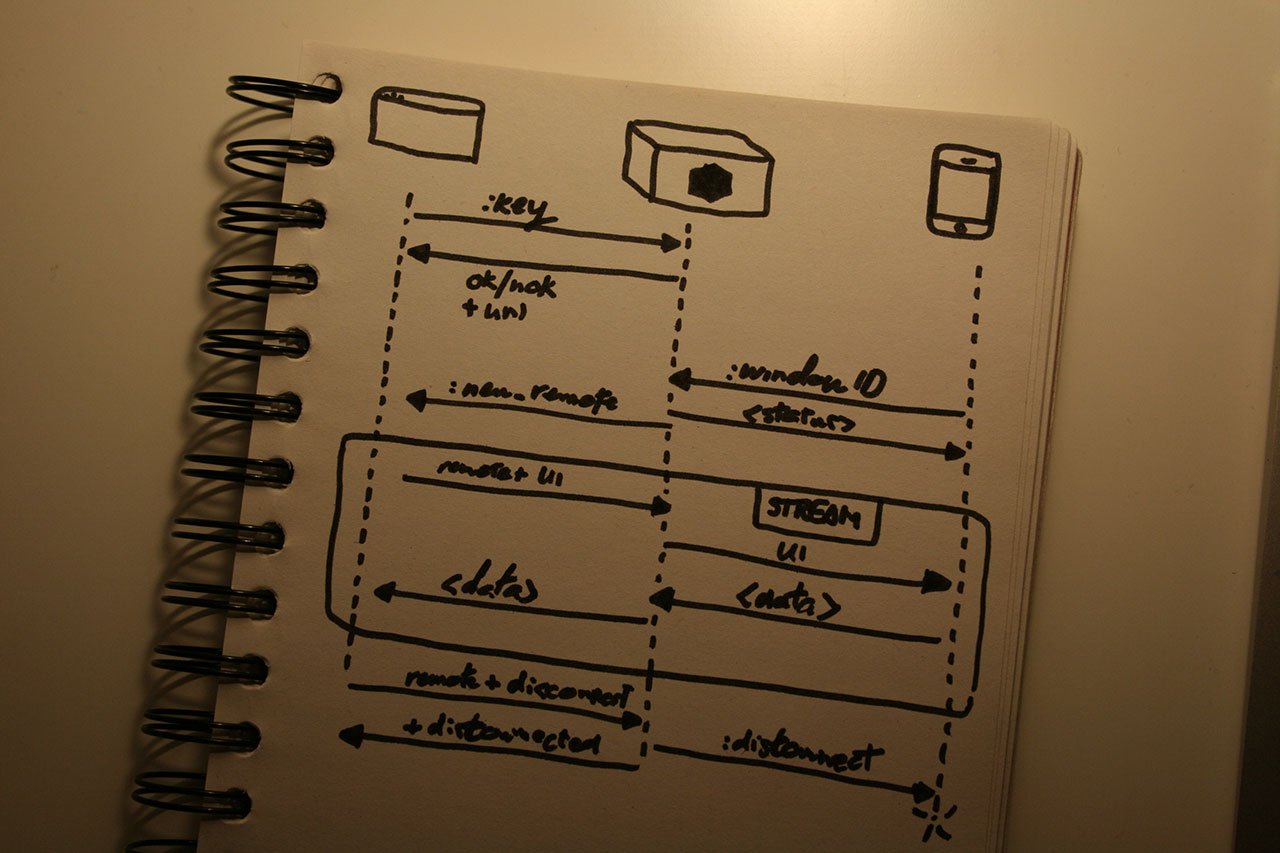 :key
ok/nok
+ url
:window ID
:new_remote
<status>
remote+ UI
STREAM
UI
<data>
<data>
remote + disconnect
+ disconnected
:disconnect